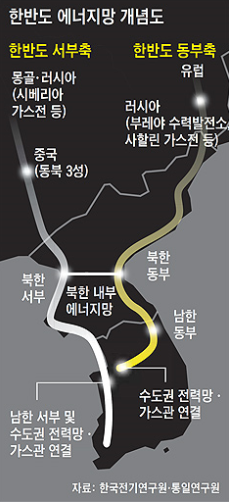 한반도 에너지망 개념도
한반도 서부축
한반도 동부축
몽골·러시아
(시베리아
가스전 등)
유럽
러시아
(부레야 수력발전소,
사할린 가스전 등)
중국
(동북 3성)
북한
서부
북한 내부
에너지망
북한
동부
남한
동부
수도권 전력망·
가스관 연결
남한 서부 및
수도권 전력망·
가스관 연결
자료: 한국전기연구원·통일연구원